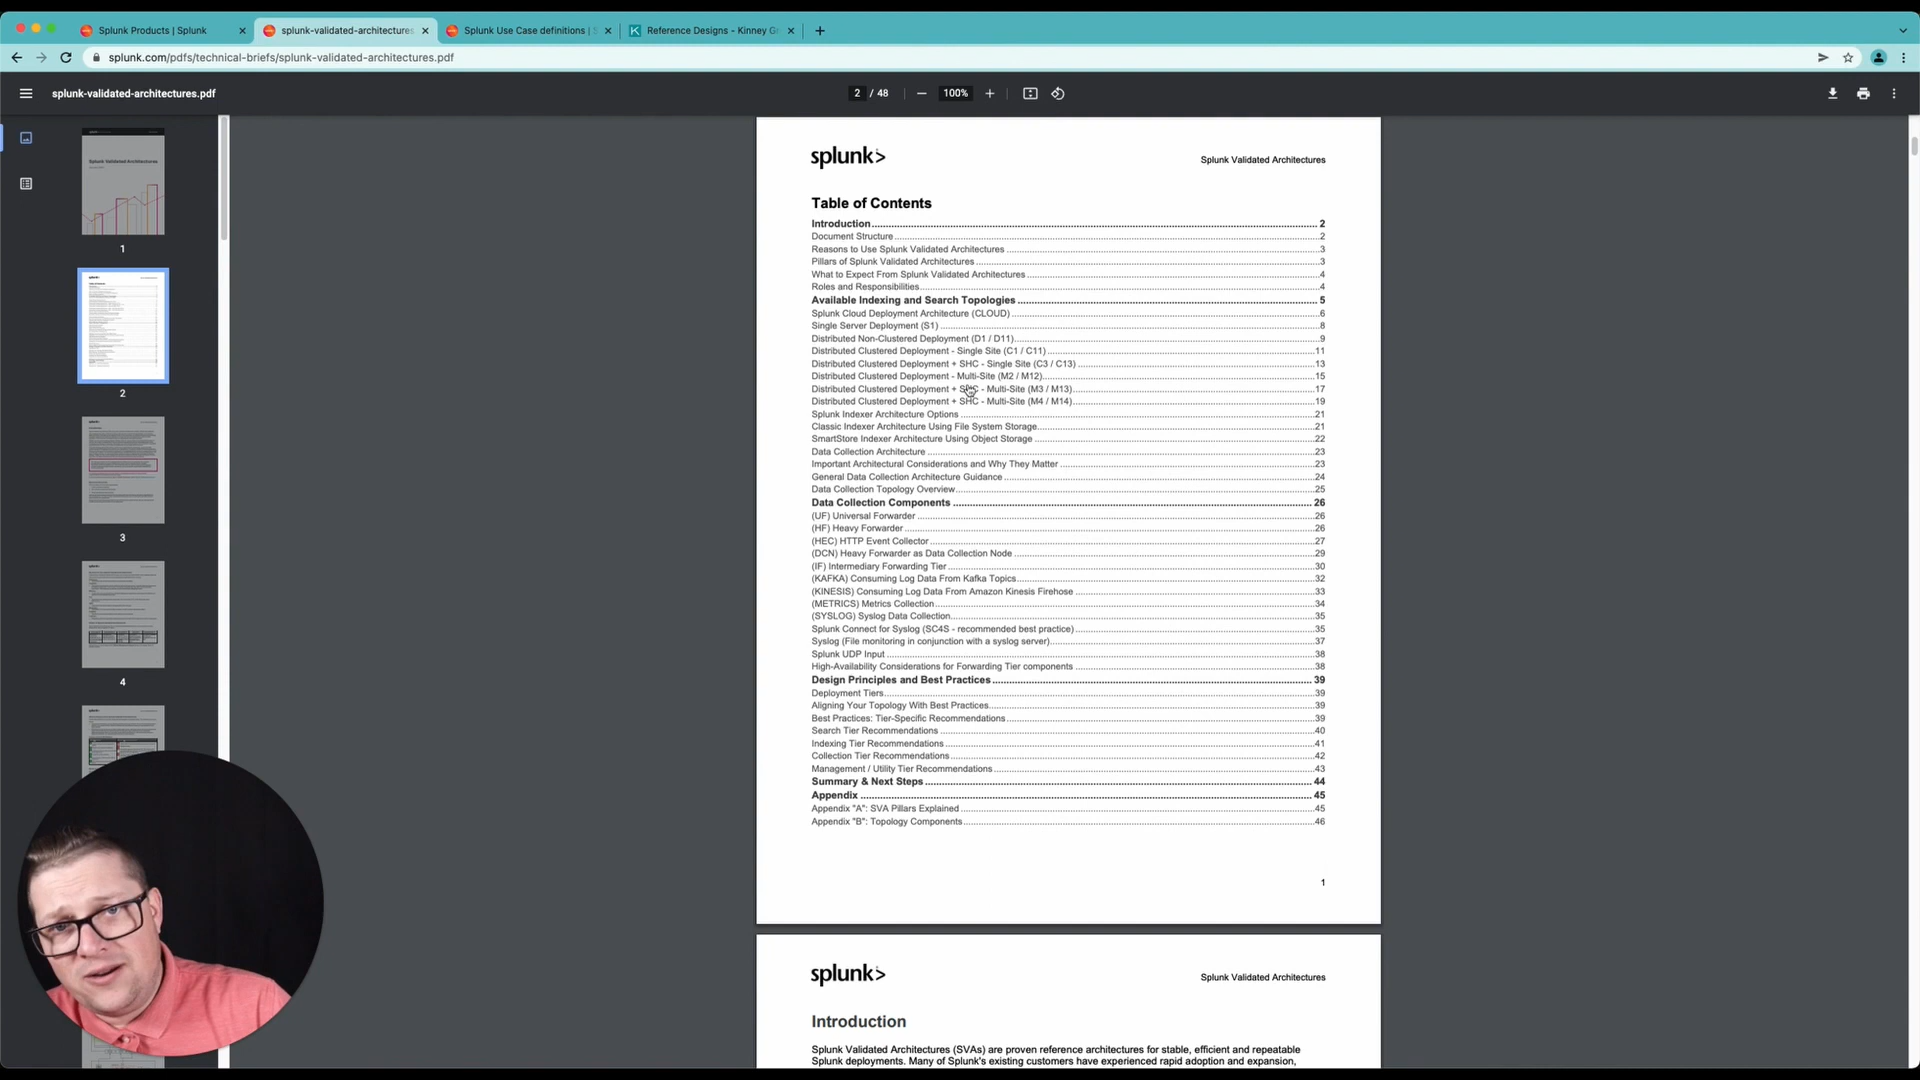 Splunk Products | Splunk
splunk-validated-architectures
Splunk Use Case definitions |
Reference Designs - Kinney Gr
splunk.com/pdfs/technical-briefs/splunk-validated-architectures.pdf
splunk-validated-architectures.pdf
2 / 48
100%
Splunk Validated Architectures
1
2
3
4
splunk>
Splunk Validated Architectures
Table of Contents
Introduction 2
Document Structure 2
Reasons to Use Splunk Validated Architectures 3
Pillars of Splunk Validated Architectures 3
What to Expect From Splunk Validated Architectures 4
Roles and Responsibilities 4
Available Indexing and Search Topologies 5
Splunk Cloud Deployment Architecture (CLOUD) 6
Single Server Deployment (S1) 8
Distributed Non-Clustered Deployment (D1 / D11) 9
Distributed Clustered Deployment - Single Site (C1 / C11) 11
Distributed Clustered Deployment + SHC - Single Site (C3 / C13) 13
Distributed Clustered Deployment - Multi-Site (M2 / M12) 15
Distributed Clustered Deployment + SHC - Multi-Site (M3 / M13) 17
Distributed Clustered Deployment + SHC - Multi-Site (M4 / M14) 19
Splunk Indexer Architecture Options 21
Classic Indexer Architecture Using File System Storage 21
SmartStore Indexer Architecture Using Object Storage 22
Data Collection Architecture 23
Important Architectural Considerations and Why They Matter 23
General Data Collection Architecture Guidance 24
Data Collection Topology Overview 25
Data Collection Components 26
(UF) Universal Forwarder 26
(HF) Heavy Forwarder 26
(HEC) HTTP Event Collector 27
(DCN) Heavy Forwarder as Data Collection Node 29
(IF) Intermediary Forwarding Tier 30
(KAFKA) Consuming Log Data From Kafka Topics 32
(KINESIS) Consuming Log Data From Amazon Kinesis Firehose 33
(METRICS) Metrics Collection 34
(SYSLOG) Syslog Data Collection 35
Splunk Connect for Syslog (SC4S - recommended best practice) 35
Syslog (File monitoring in conjunction with a syslog server) 37
Splunk UDP Input 38
High-Availability Considerations for Forwarding Tier components 38
Design Principles and Best Practices 39
Deployment Tiers 39
Aligning Your Topology With Best Practices 39
Best Practices: Tier-Specific Recommendations 39
Search Tier Recommendations 40
Indexing Tier Recommendations 41
Collection Tier Recommendations 42
Management / Utility Tier Recommendations 43
Summary & Next Steps 44
Appendix 45
Appendix "A": SVA Pillars Explained 45
Appendix "B": Topology Components 46
1
splunk>
Splunk Validated Architectures
Introduction
Splunk Validated Architectures (SVAs) are proven reference architectures for stable, efficient and repeatable
Splunk deployments. Many of Splunk's existing customers have experienced rapid adoption and expansion,